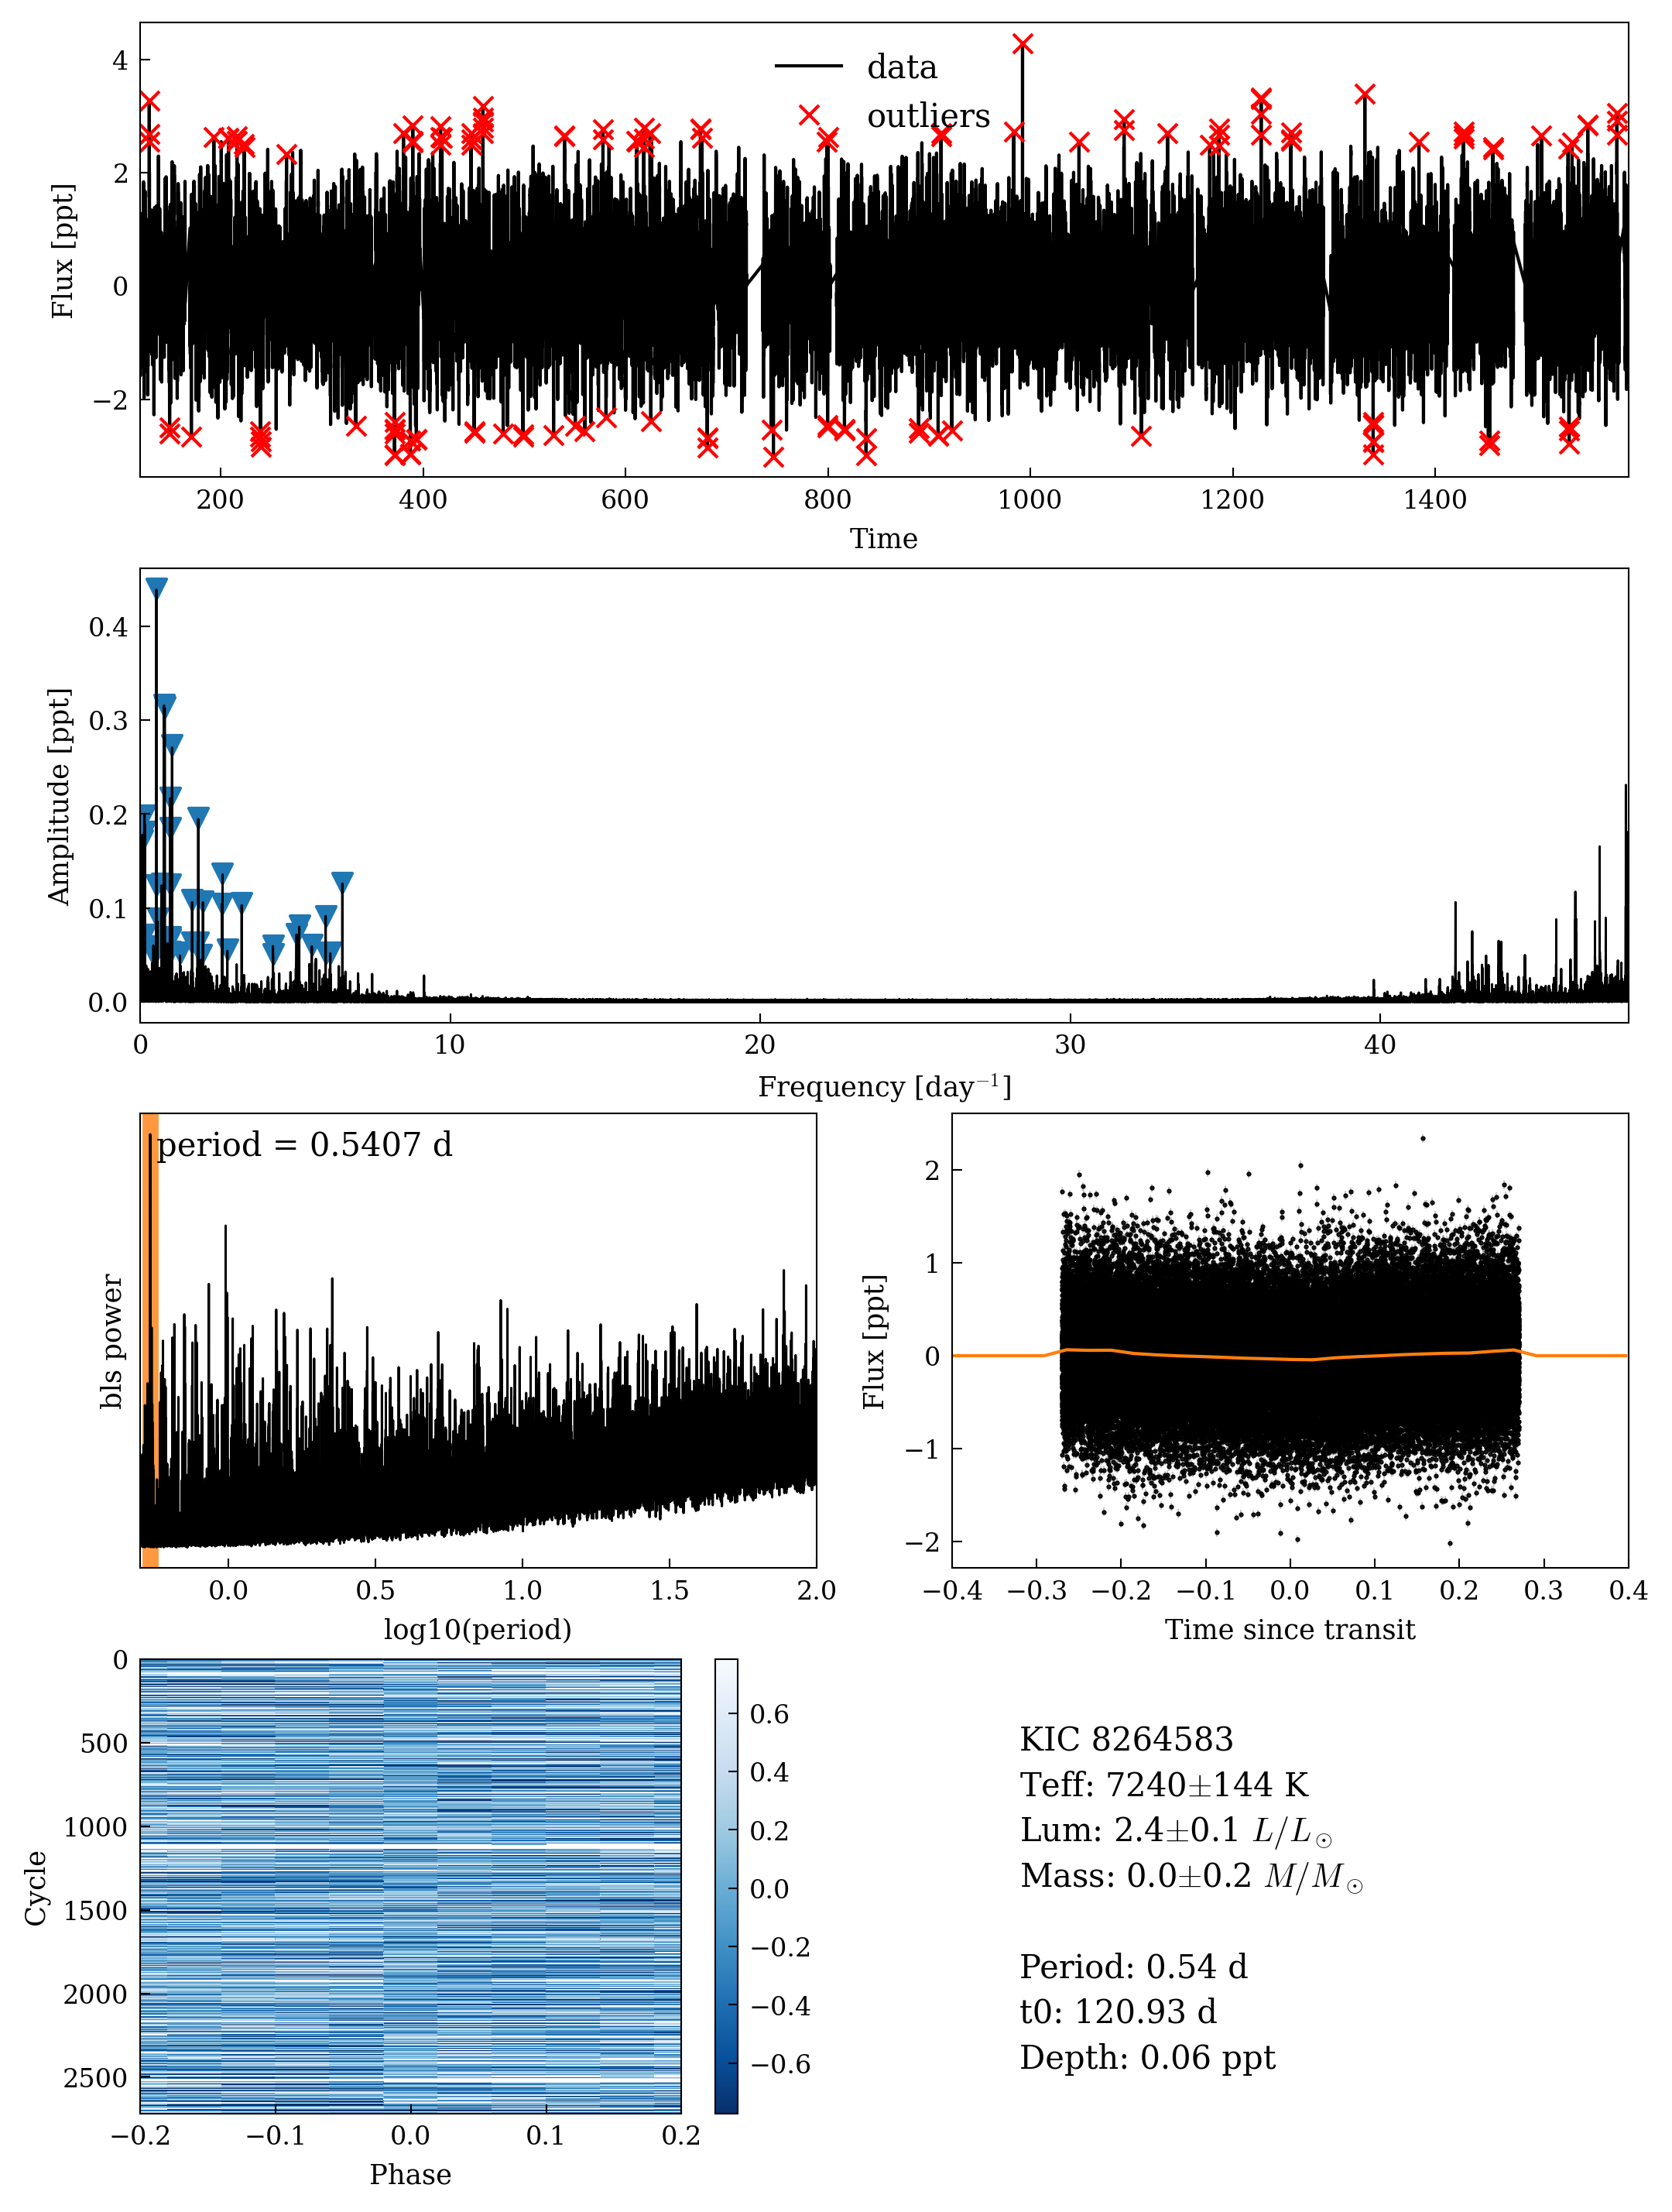 data
outliers
4
2
0
−2
Flux [ppt]
200
400
600
800
1000
1200
1400
Time
0.4
0.3
0.2
0.1
0.0
Amplitude [ppt]
0
10
20
30
40
Frequency [day⁻¹]
period = 0.5407 d
bls power
0.0
0.5
1.0
1.5
2.0
log10(period)
2
1
0
−1
−2
Flux [ppt]
−0.4
−0.3
−0.2
−0.1
0.0
0.1
0.2
0.3
0.4
Time since transit
0
500
1000
1500
2000
2500
Cycle
−0.2
−0.1
0.0
0.1
0.2
Phase
0.6
0.4
0.2
0.0
−0.2
−0.4
−0.6
KIC 8264583
Teff: 7240±144 K
Lum: 2.4±0.1 L/L⊙
Mass: 0.0±0.2 M/M⊙
Period: 0.54 d
t0: 120.93 d
Depth: 0.06 ppt